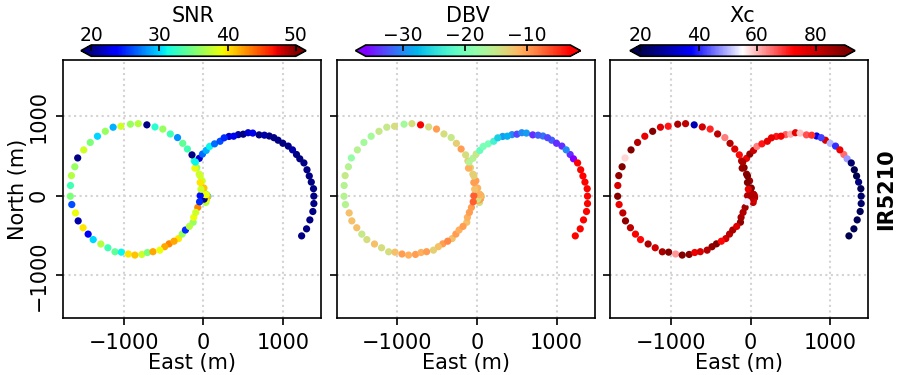 SNR DBV Xc
20 30 40 50 −30 −20 −10 20 40 60 80
North (m)
1000
0
−1000
−1000 0 1000 −1000 0 1000 −1000 0 1000
East (m) East (m) East (m)
IR5210